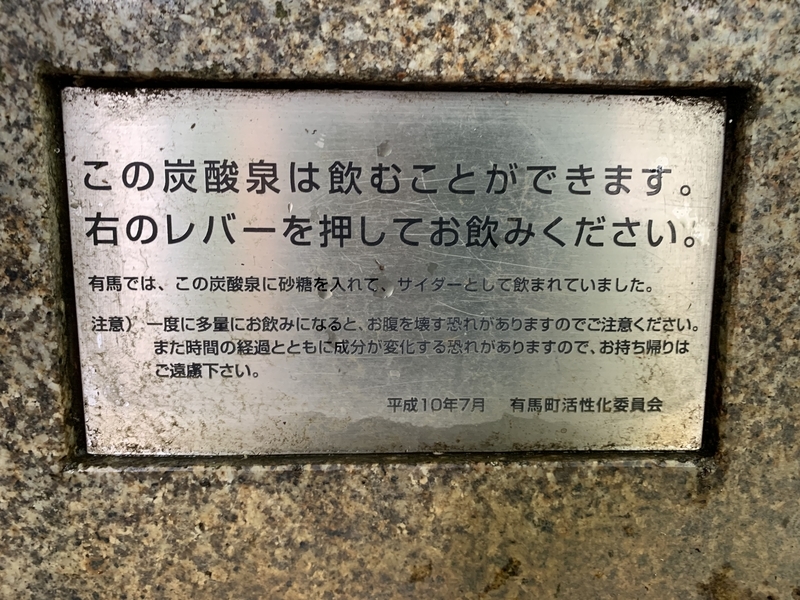 この炭酸泉は飲むことができます。
右のレバーを押してお飲みください。
有馬では、この炭酸泉に砂糖を入れて、サイダーとして飲まれていました。
注意） 一度に多量にお飲みになると、お腹を壊す恐れがありますのでご注意ください。
また時間の経過とともに成分が変化する恐れがありますので、お持ち帰りは
ご遠慮下さい。
平成10年7月 有馬町活性化委員会